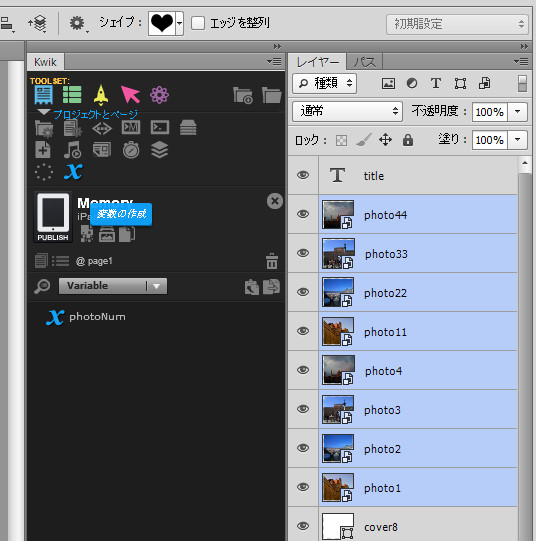 シェイプ：
エッジを整列
初期設定
Kwik
TOOLSET:
プロジェクトとページ
Memory
変数の作成
iPa
PUBLISH
@ page1
Variable
photoNum
レイヤー
パス
種類
通常
不透明度：
100%
ロック：
塗り：
100%
title
photo44
photo33
photo22
photo11
photo4
photo3
photo2
photo1
cover8